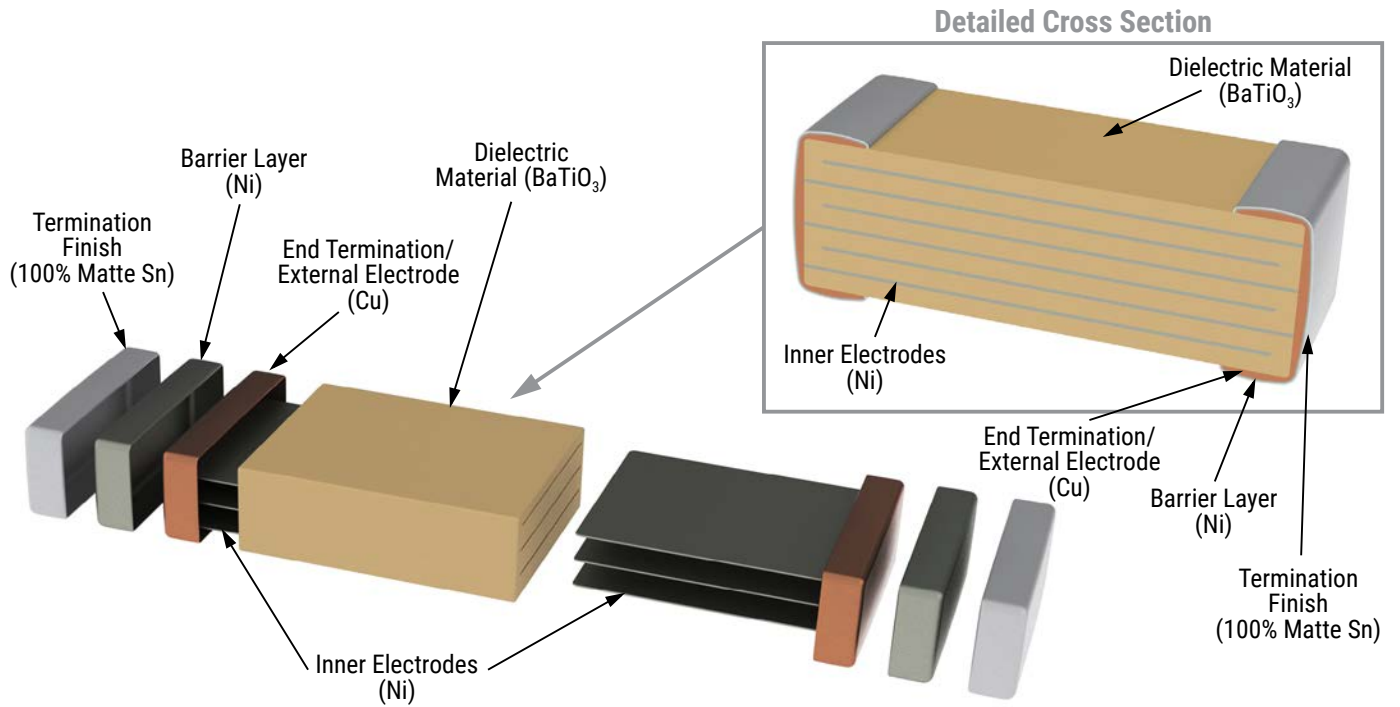 Detailed Cross Section
Dielectric Material
(BaTiO₃)
Inner Electrodes
(Ni)
End Termination/
External Electrode
(Cu)
Barrier Layer
(Ni)
Termination
Finish
(100% Matte Sn)
Termination
Finish
(100% Matte Sn)
Barrier Layer
(Ni)
End Termination/
External Electrode
(Cu)
Dielectric
Material (BaTiO₃)
Inner Electrodes
(Ni)